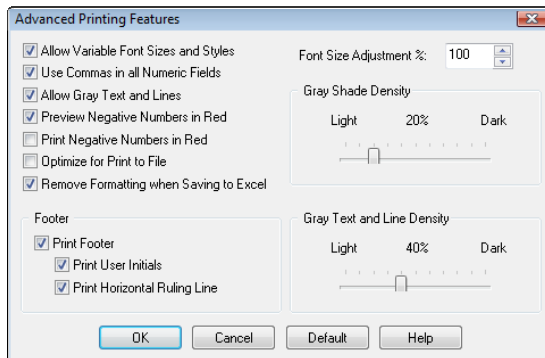 Advanced Printing Features
Allow Variable Font Sizes and Styles
Use Commas in all Numeric Fields
Allow Gray Text and Lines
Preview Negative Numbers in Red
Print Negative Numbers in Red
Optimize for Print to File
Remove Formatting when Saving to Excel
Font Size Adjustment %: 100
Gray Shade Density
Light 20% Dark
Footer
Print Footer
Print User Initials
Print Horizontal Ruling Line
Gray Text and Line Density
Light 40% Dark
OK Cancel Default Help